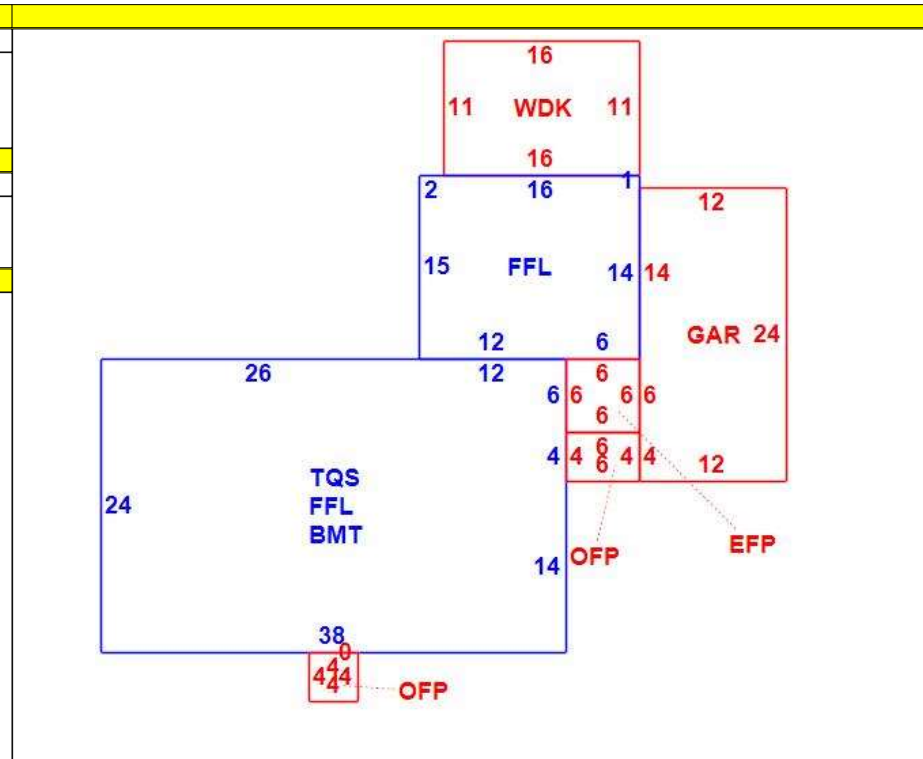 16
11 WDK 11
16
2 16 1
12
15 FFL 14 14
GAR 24
12 6
26 12 6
6 6 6 6
6
4 4 6 4 4
6 12
TQS
24 FFL
BMT
EFP
OFP
14
38
0
4
4 4
4 OFP